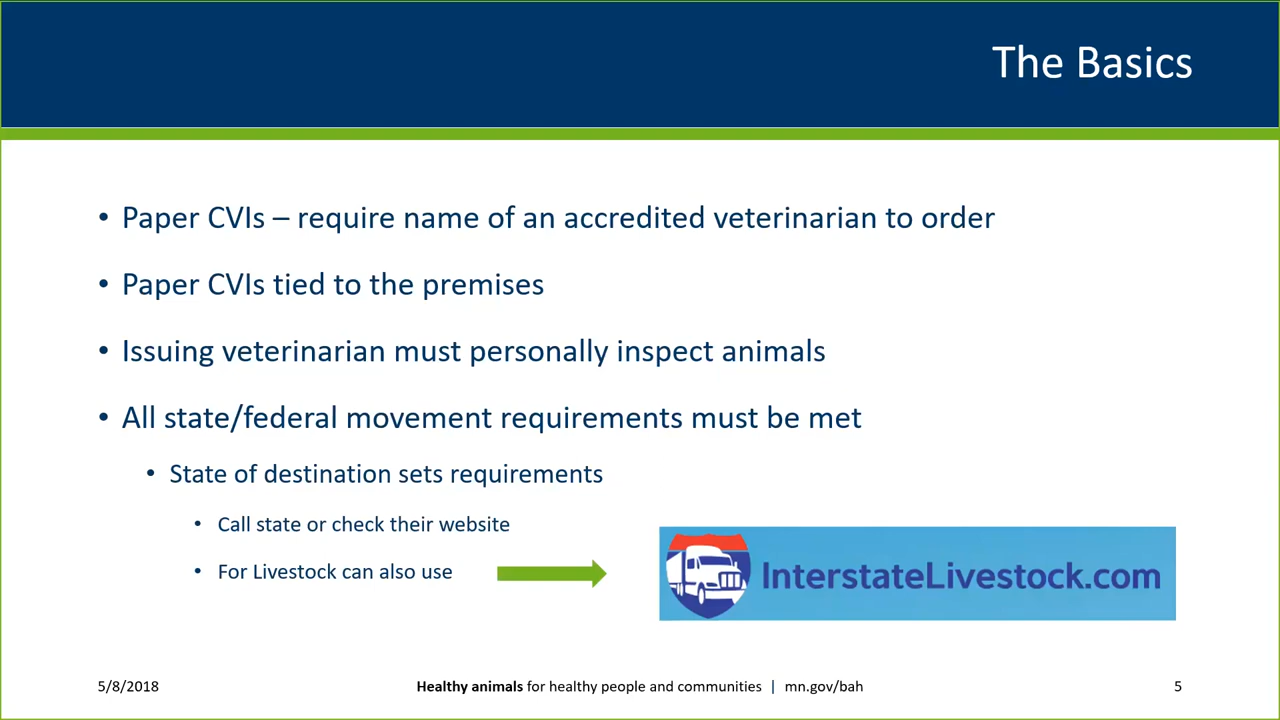 The Basics
• Paper CVIs – require name of an accredited veterinarian to order
• Paper CVIs tied to the premises
• Issuing veterinarian must personally inspect animals
• All state/federal movement requirements must be met
• State of destination sets requirements
• Call state or check their website
• For Livestock can also use
InterstateLivestock.com
5/8/2018
Healthy animals for healthy people and communities | mn.gov/bah
5